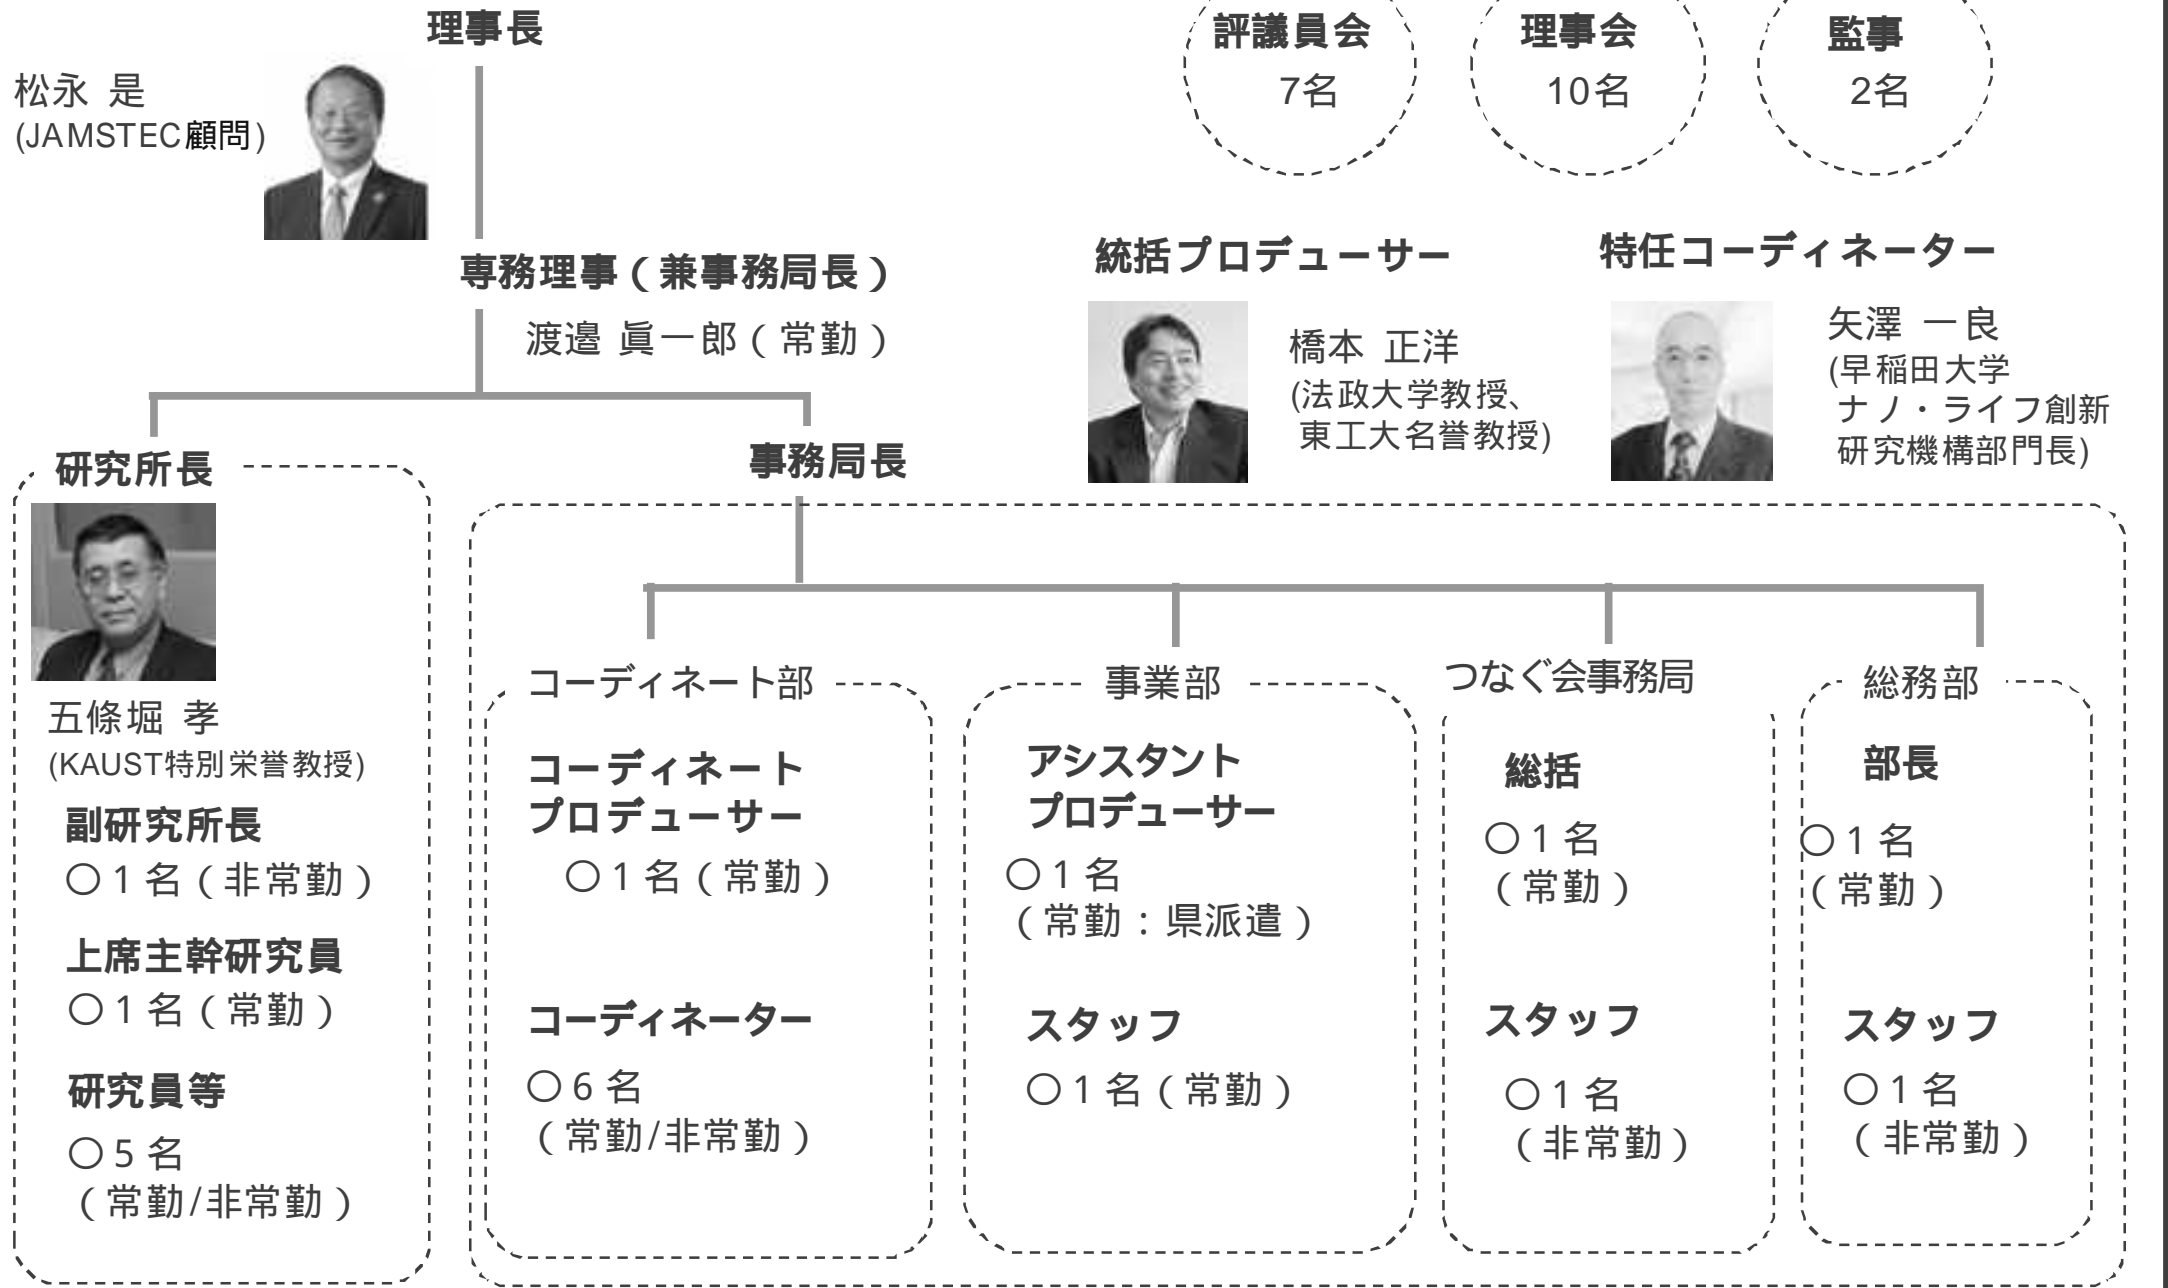 理事長
松永 是
(JAMSTEC顧問)
評議員会
7名
理事会
10名
監事
2名
専務理事（兼事務局長）
渡邉 眞一郎（常勤）
統括プロデューサー
橋本 正洋
(法政大学教授、
東工大名誉教授)
特任コーディネーター
矢澤 一良
(早稲田大学
ナノ・ライフ創新
研究機構部門長)
研究所長
五條堀 孝
(KAUST特別栄誉教授)
副研究所長
〇１名（非常勤）
上席主幹研究員
〇１名（常勤）
研究員等
〇５名
（常勤/非常勤）
事務局長
コーディネート部
コーディネート
プロデューサー
〇１名（常勤）
コーディネーター
〇６名
（常勤/非常勤）
事業部
アシスタント
プロデューサー
〇１名
（常勤：県派遣）
スタッフ
〇１名（常勤）
つなぐ会事務局
総括
〇１名
（常勤）
スタッフ
〇１名
（非常勤）
総務部
部長
〇１名
（常勤）
スタッフ
〇１名
（非常勤）